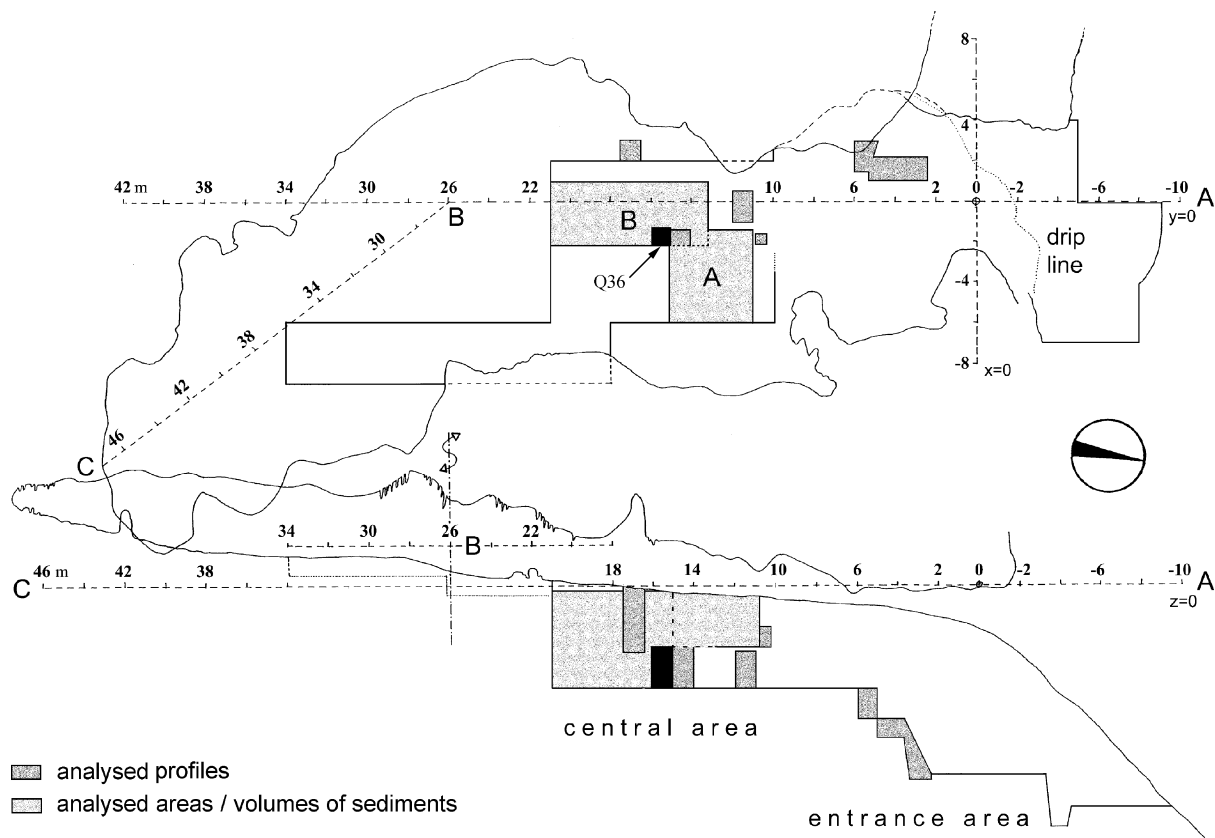 8
4
42 m 38 34 30 26 22 10 6 2 0 -2 -6 -10 A
B
y=0
B
30
drip
line
A
Q36
34
-4
38
-8
x=0
42
46
C
34 30 26 22
B
46 m 42 38 18 14 10 6 2 0 -2 -6 -10
C
A
z=0
central area
analysed profiles
analysed areas / volumes of sediments
entrance area